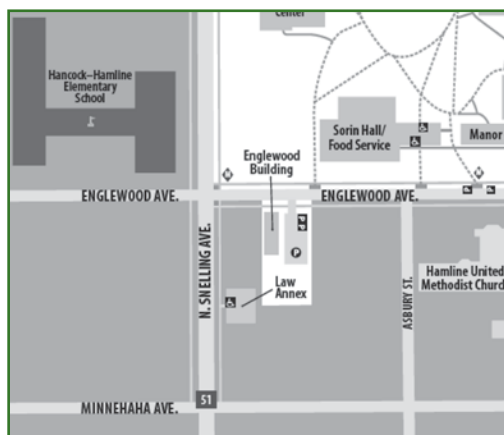 Center
Hancock–Hamline
Elementary
School
Sorin Hall/
Food Service
Manor
Englewood
Building
ENGLEWOOD AVE.
ENGLEWOOD AVE.
N. SNELLING AVE.
P
Law
Annex
ASBURY ST.
Hamline United
Methodist Church
51
MINNEHAHA AVE.